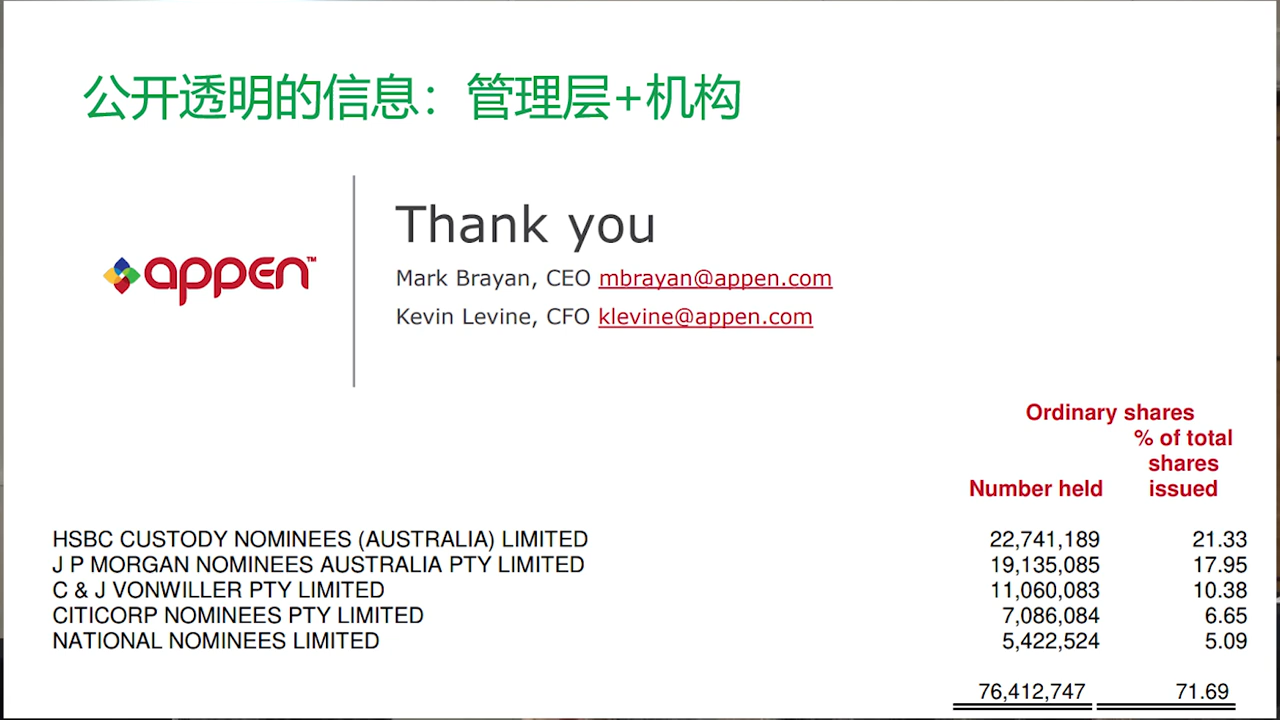 公开透明的信息：管理层+机构
appen™
Thank you
Mark Brayan, CEO mbrayan@appen.com
Kevin Levine, CFO klevine@appen.com
Ordinary shares
% of total
shares
Number held issued
HSBC CUSTODY NOMINEES (AUSTRALIA) LIMITED 22,741,189 21.33
J P MORGAN NOMINEES AUSTRALIA PTY LIMITED 19,135,085 17.95
C & J VONWILLER PTY LIMITED 11,060,083 10.38
CITICORP NOMINEES PTY LIMITED 7,086,084 6.65
NATIONAL NOMINEES LIMITED 5,422,524 5.09
76,412,747 71.69